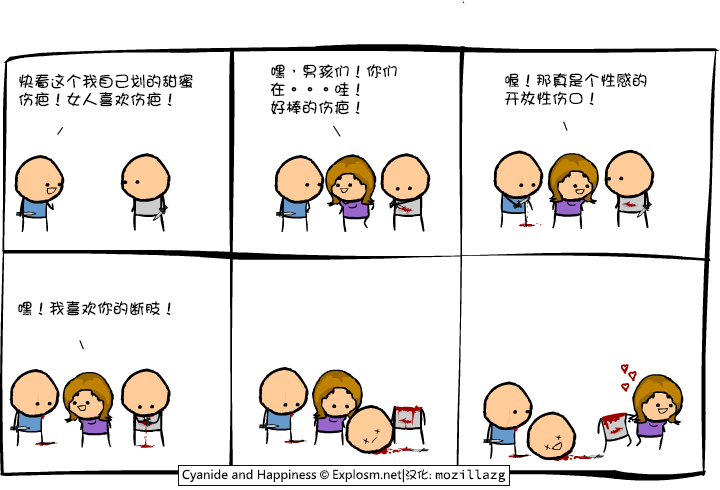 快看这个我自己划的甜蜜
伤疤！女人喜欢伤疤！
嘿，男孩们！你们
在。。。哇！
好棒的伤疤！
喔！那真是个性感的
开放性伤口！
嘿！我喜欢你的断肢！
Cyanide and Happiness © Explosm.net|汉化: mozillazg